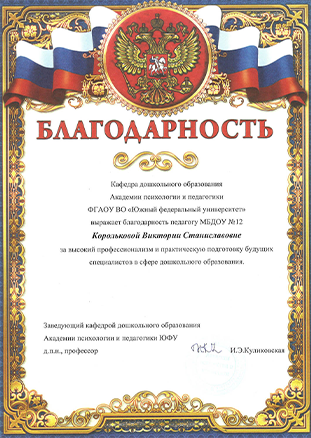 БЛАГОДАРНОСТЬ
Кафедра дошкольного образования
Академии психологии и педагогики
ФГАОУ ВО «Южный федеральный университет»
выражает благодарность педагогу МБДОУ №12
Корольковой Виктории Станиславовне
за высокий профессионализм и практическую подготовку будущих
специалистов в сфере дошкольного образования.
Заведующий кафедрой дошкольного образования
Академии психологии и педагогики ЮФУ
д.п.н., профессор И.Э.Куликовская